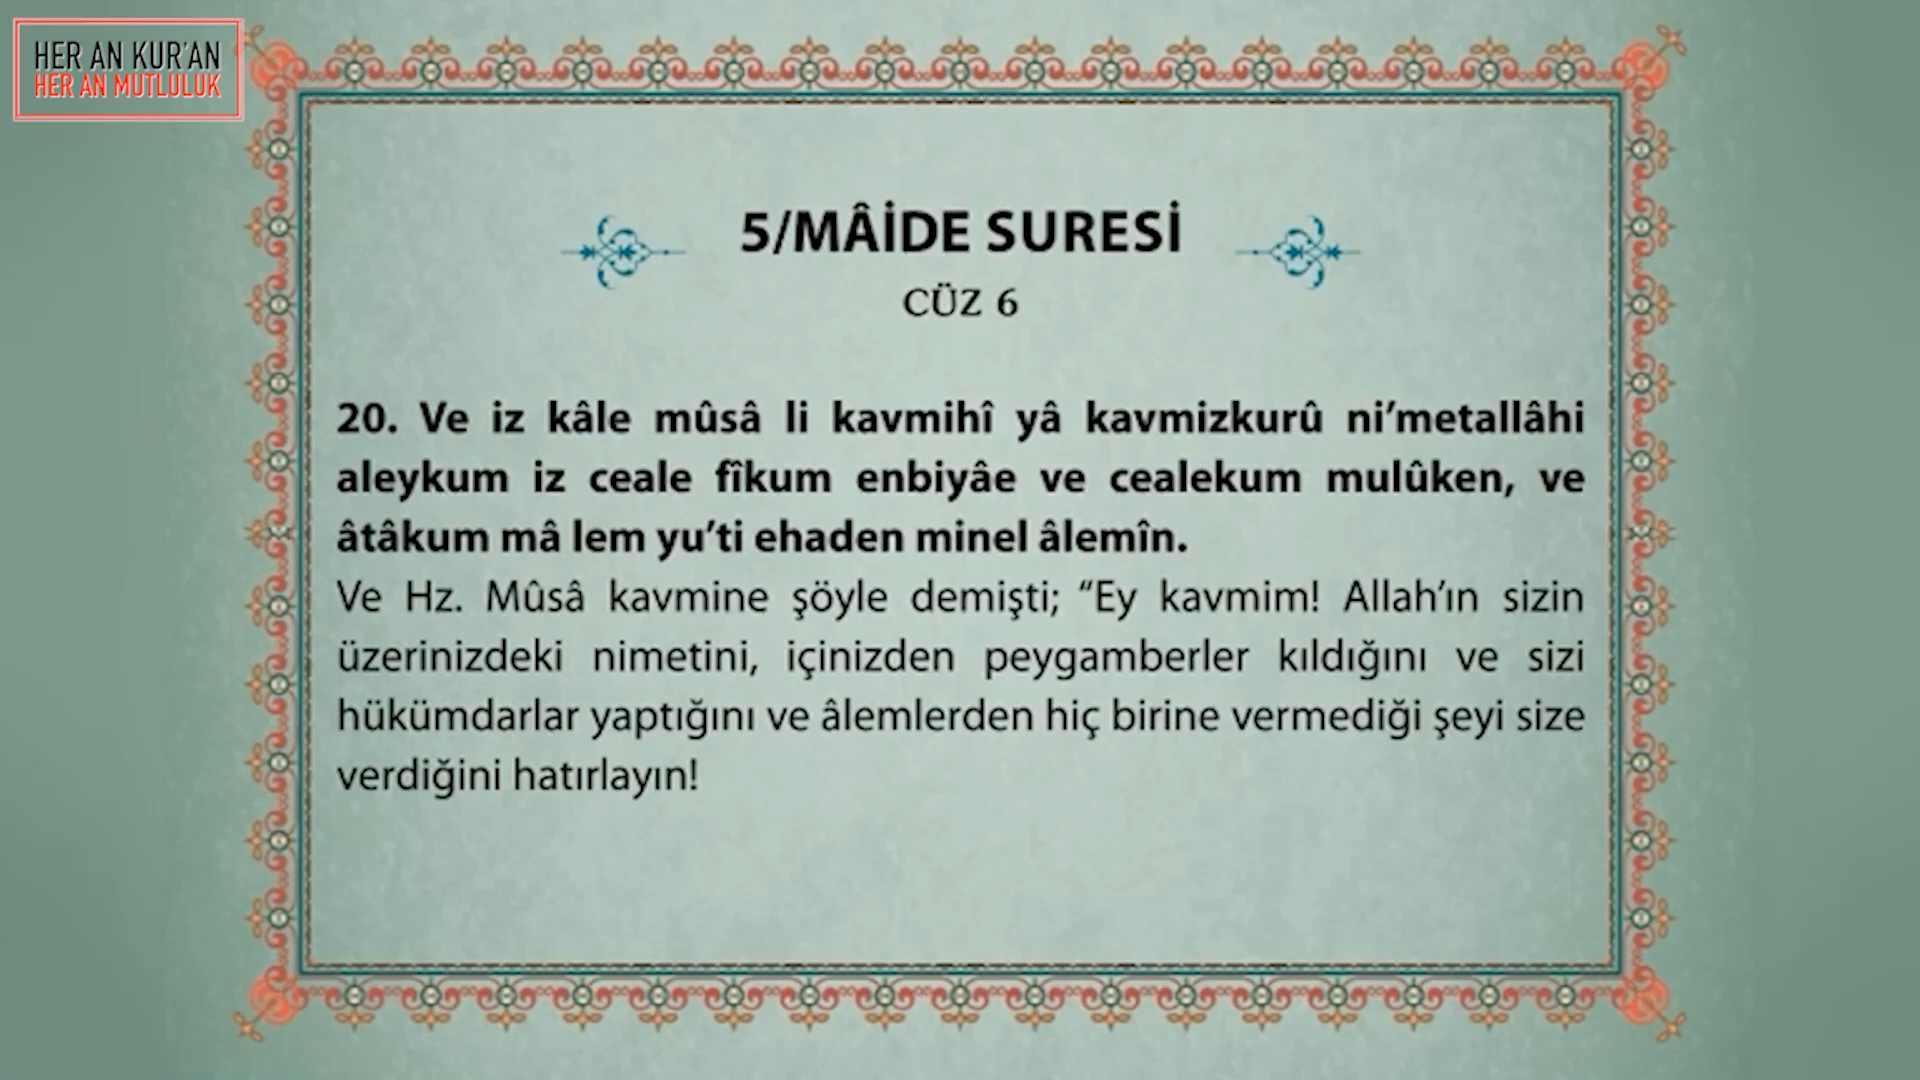 HER AN KUR'AN
HER AN MUTLULUK
5/MÂİDE SURESİ
CÜZ 6
20. Ve iz kâle mûsâ li kavmihî yâ kavmizkurû ni’metallâhi
aleykum iz ceale fîkum enbiyâe ve cealekum mulûken, ve
âtâkum mâ lem yu’ti ehaden minel âlemîn.
Ve Hz. Mûsâ kavmine şöyle demişti; “Ey kavmim! Allah’ın sizin
üzerinizdeki nimetini, içinizden peygamberler kıldığını ve sizi
hükümdarlar yaptığını ve âlemlerden hiç birine vermediği şeyi size
verdiğini hatırlayın!